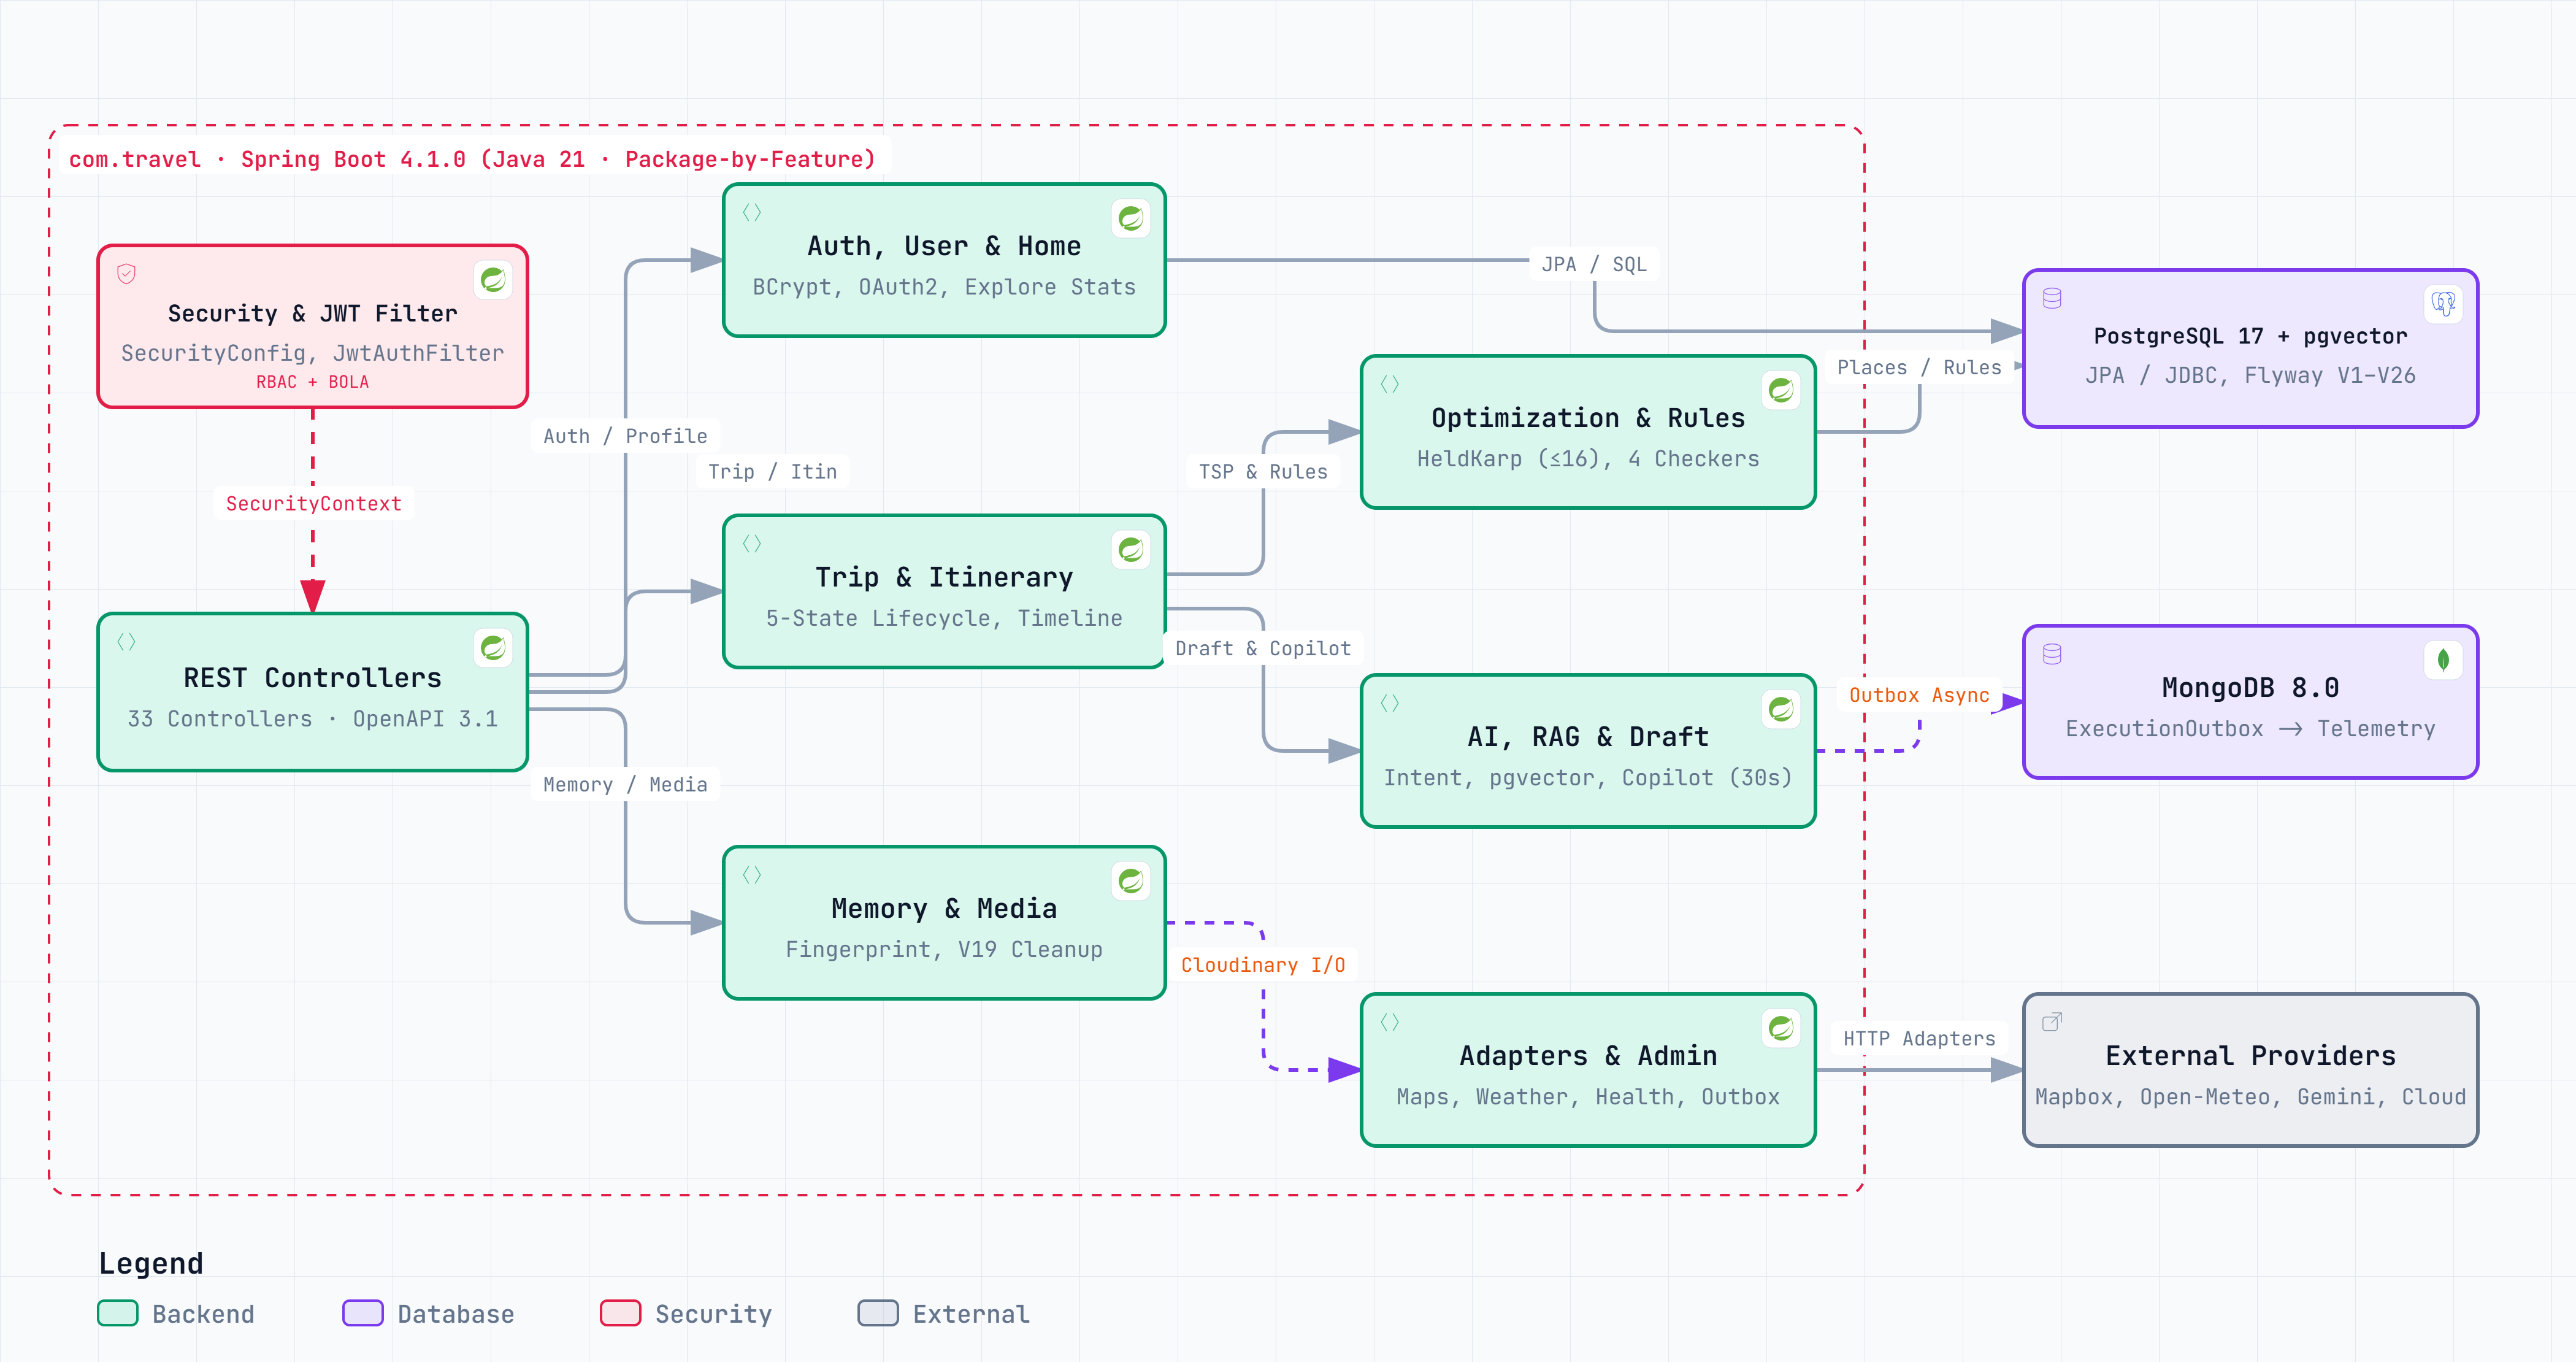 com.travel · Spring Boot 4.1.0 (Java 21 · Package-by-Feature)
Security & JWT Filter
SecurityConfig, JwtAuthFilter
RBAC + BOLA
SecurityContext
REST Controllers
33 Controllers · OpenAPI 3.1
Auth / Profile
Trip / Itin
Memory / Media
Auth, User & Home
BCrypt, OAuth2, Explore Stats
Trip & Itinerary
5-State Lifecycle, Timeline
Memory & Media
Fingerprint, V19 Cleanup
JPA / SQL
TSP & Rules
Draft & Copilot
Cloudinary I/O
Optimization & Rules
HeldKarp (≤16), 4 Checkers
AI, RAG & Draft
Intent, pgvector, Copilot (30s)
Adapters & Admin
Maps, Weather, Health, Outbox
Places / Rules
Outbox Async
HTTP Adapters
PostgreSQL 17 + pgvector
JPA / JDBC, Flyway V1–V26
MongoDB 8.0
ExecutionOutbox → Telemetry
External Providers
Mapbox, Open-Meteo, Gemini, Cloud
Legend
Backend
Database
Security
External